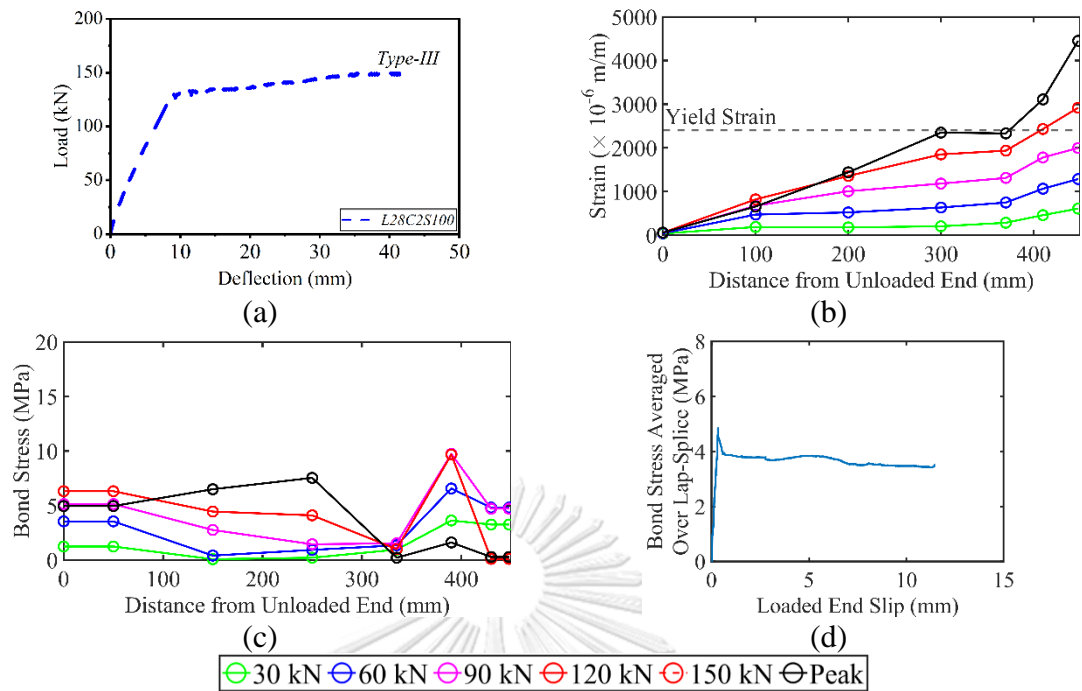 150
Type-III
Load (kN)
100
50
L28C2S100
0
0 10 20 30 40 50
Deflection (mm)
(a)
5000
Strain (× 10⁻⁶ m/m)
4000
3000
Yield Strain
2000
1000
0
0 100 200 300 400
Distance from Unloaded End (mm)
(b)
200
20
Bond Stress (MPa)
15
10
5
0
0 100 200 300 400
Distance from Unloaded End (mm)
(c)
8
Bond Stress Averaged
Over Lap-Splice (MPa)
6
4
2
0
0 5 10 15
Loaded End Slip (mm)
(d)
30 kN 60 kN 90 kN 120 kN 150 kN Peak